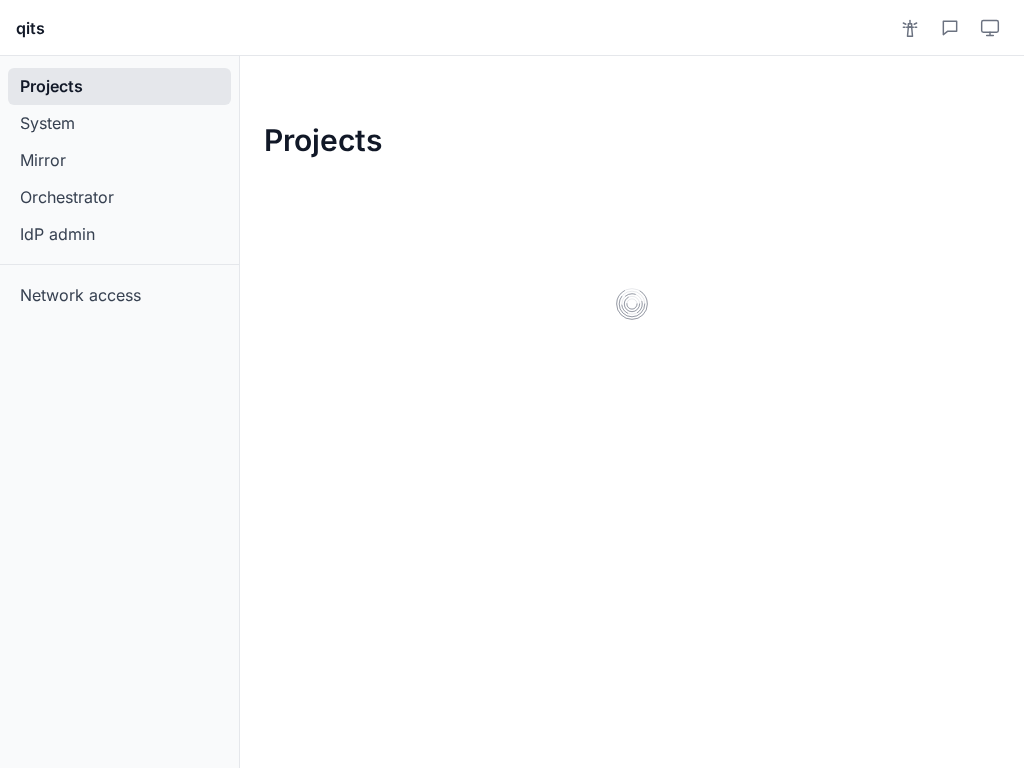 qits
Projects
System
Mirror
Orchestrator
IdP admin
Network access
Projects